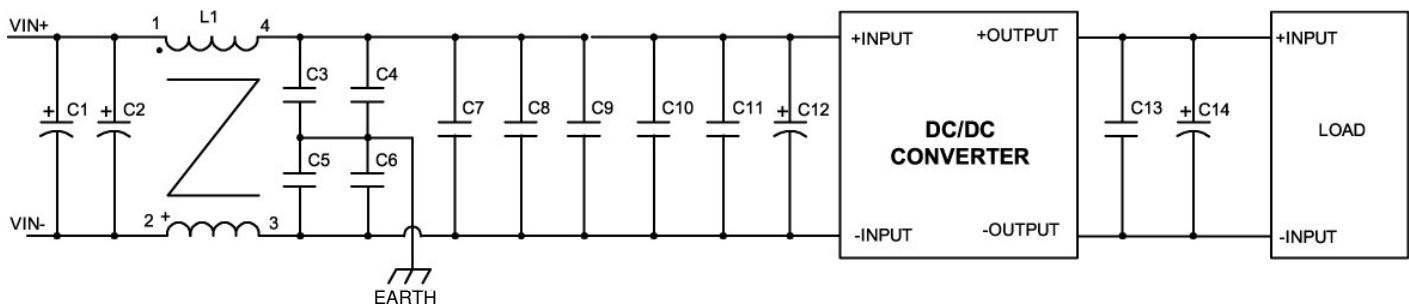 VIN+
1
L1
4
+INPUT
+OUTPUT
+INPUT
C3
C4
+ C1
+ C2
C7
C8
C9
C10
C11
+ C12
C13
+ C14
DC/DC
CONVERTER
LOAD
C5
C6
VIN-
2
+
3
-INPUT
-OUTPUT
-INPUT
EARTH